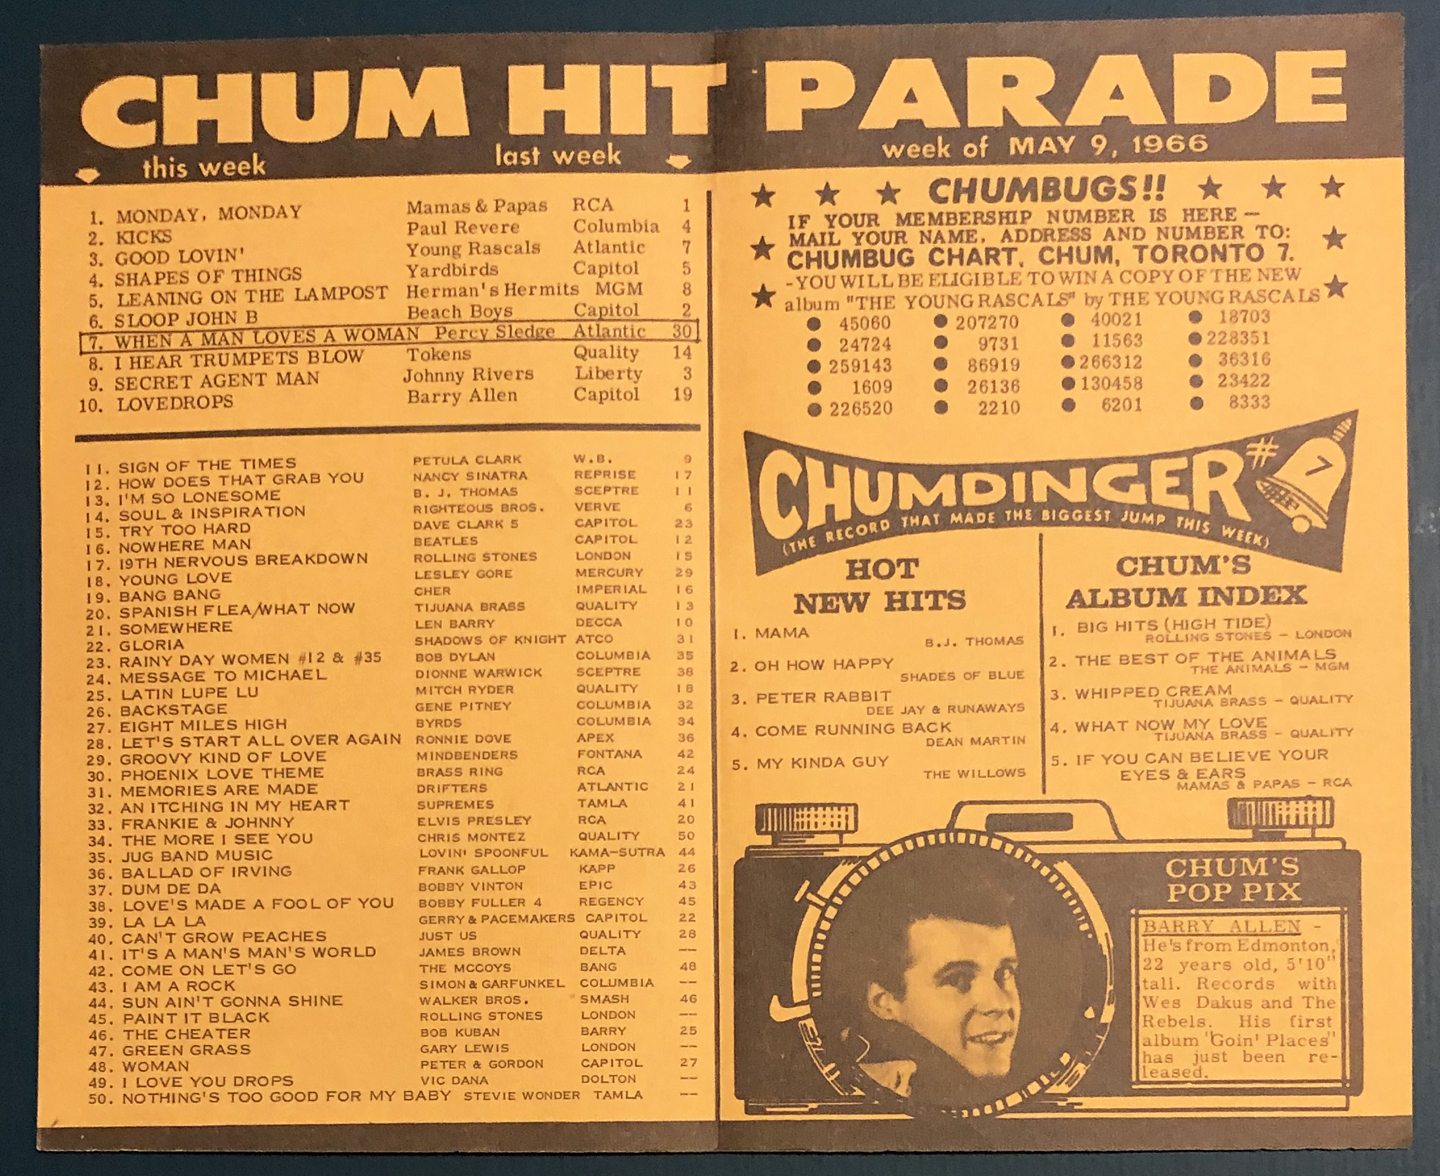 CHUM HIT PARADE
this week last week
week of MAY 9, 1966
1. MONDAY, MONDAY Mamas & Papas RCA 1
2. KICKS Paul Revere Columbia 4
3. GOOD LOVIN' Young Rascals Atlantic 7
4. SHAPES OF THINGS Yardbirds Capitol 5
5. LEANING ON THE LAMPOST Herman's Hermits MGM 8
6. SLOOP JOHN B Beach Boys Capitol 2
7. WHEN A MAN LOVES A WOMAN Percy Sledge Atlantic 30
8. I HEAR TRUMPETS BLOW Tokens Quality 14
9. SECRET AGENT MAN Johnny Rivers Liberty 3
10. LOVEDROPS Barry Allen Capitol 19
11. SIGN OF THE TIMES PETULA CLARK W.B. 9
12. HOW DOES THAT GRAB YOU NANCY SINATRA REPRISE 17
13. I'M SO LONESOME B. J. THOMAS SCEPTRE 11
14. SOUL & INSPIRATION RIGHTEOUS BROS. VERVE 6
15. TRY TOO HARD DAVE CLARK 5 CAPITOL 23
16. NOWHERE MAN BEATLES CAPITOL 12
17. 19TH NERVOUS BREAKDOWN ROLLING STONES LONDON 15
18. YOUNG LOVE LESLEY GORE MERCURY 29
19. BANG BANG CHER IMPERIAL 16
20. SPANISH FLEA/WHAT NOW TIJUANA BRASS QUALITY 13
21. SOMEWHERE LEN BARRY DECCA 10
22. GLORIA SHADOWS OF KNIGHT ATCO 31
23. RAINY DAY WOMEN #12 & #35 BOB DYLAN COLUMBIA 35
24. MESSAGE TO MICHAEL DIONNE WARWICK SCEPTRE 38
25. LATIN LUPE LU MITCH RYDER QUALITY 18
26. BACKSTAGE GENE PITNEY COLUMBIA 32
27. EIGHT MILES HIGH BYRDS COLUMBIA 34
28. LET'S START ALL OVER AGAIN RONNIE DOVE APEX 36
29. GROOVY KIND OF LOVE MINDBENDERS FONTANA 42
30. PHOENIX LOVE THEME BRASS RING RCA 24
31. MEMORIES ARE MADE DRIFTERS ATLANTIC 21
32. AN ITCHING IN MY HEART SUPREMES TAMLA 41
33. FRANKIE & JOHNNY ELVIS PRESLEY RCA 20
34. THE MORE I SEE YOU CHRIS MONTEZ QUALITY 50
35. JUG BAND MUSIC LOVIN' SPOONFUL KAMA-SUTRA 44
36. BALLAD OF IRVING FRANK GALLOP KAPP 26
37. DUM DE DA BOBBY VINTON EPIC 43
38. LOVE'S MADE A FOOL OF YOU BOBBY FULLER 4 REGENCY 45
39. LA LA LA GERRY & PACEMAKERS CAPITOL 22
40. CAN'T GROW PEACHES JUST US QUALITY 28
41. IT'S A MAN'S MAN'S WORLD JAMES BROWN DELTA --
42. COME ON LET'S GO THE MCCOYS BANG 48
43. I AM A ROCK SIMON & GARFUNKEL COLUMBIA --
44. SUN AIN'T GONNA SHINE WALKER BROS. SMASH 46
45. PAINT IT BLACK ROLLING STONES LONDON --
46. THE CHEATER BOB KUBAN BARRY 25
47. GREEN GRASS GARY LEWIS LONDON --
48. WOMAN PETER & GORDON CAPITOL 27
49. I LOVE YOU DROPS VIC DANA DOLTON --
50. NOTHING'S TOO GOOD FOR MY BABY STEVIE WONDER TAMLA --
CHUMBUGS!!
IF YOUR MEMBERSHIP NUMBER IS HERE —
MAIL YOUR NAME, ADDRESS AND NUMBER TO:
CHUMBUG CHART, CHUM, TORONTO 7.
-YOU WILL BE ELIGIBLE TO WIN A COPY OF THE NEW
album "THE YOUNG RASCALS" by THE YOUNG RASCALS
45060 207270 40021 18703
24724 9731 11563 228351
259143 86919 266312 36316
1609 26136 130458 23422
226520 2210 6201 8333
CHUMDINGER # 7
(THE RECORD THAT MADE THE BIGGEST JUMP THIS WEEK)
HOT
NEW HITS
1. MAMA
B.J. THOMAS
2. OH HOW HAPPY
SHADES OF BLUE
3. PETER RABBIT
DEE JAY & RUNAWAYS
4. COME RUNNING BACK
DEAN MARTIN
5. MY KINDA GUY
THE WILLOWS
CHUM'S
ALBUM INDEX
1. BIG HITS (HIGH TIDE)
ROLLING STONES - LONDON
2. THE BEST OF THE ANIMALS
THE ANIMALS - MGM
3. WHIPPED CREAM
TIJUANA BRASS - QUALITY
4. WHAT NOW MY LOVE
TIJUANA BRASS - QUALITY
5. IF YOU CAN BELIEVE YOUR
EYES & EARS
MAMAS & PAPAS - RCA
CHUM'S
POP PIX
BARRY ALLEN -
He's from Edmonton,
22 years old, 5'10"
tall. Records with
Wes Dakus and The
Rebels. His first
album "Goin' Places"
has just been re-
leased.